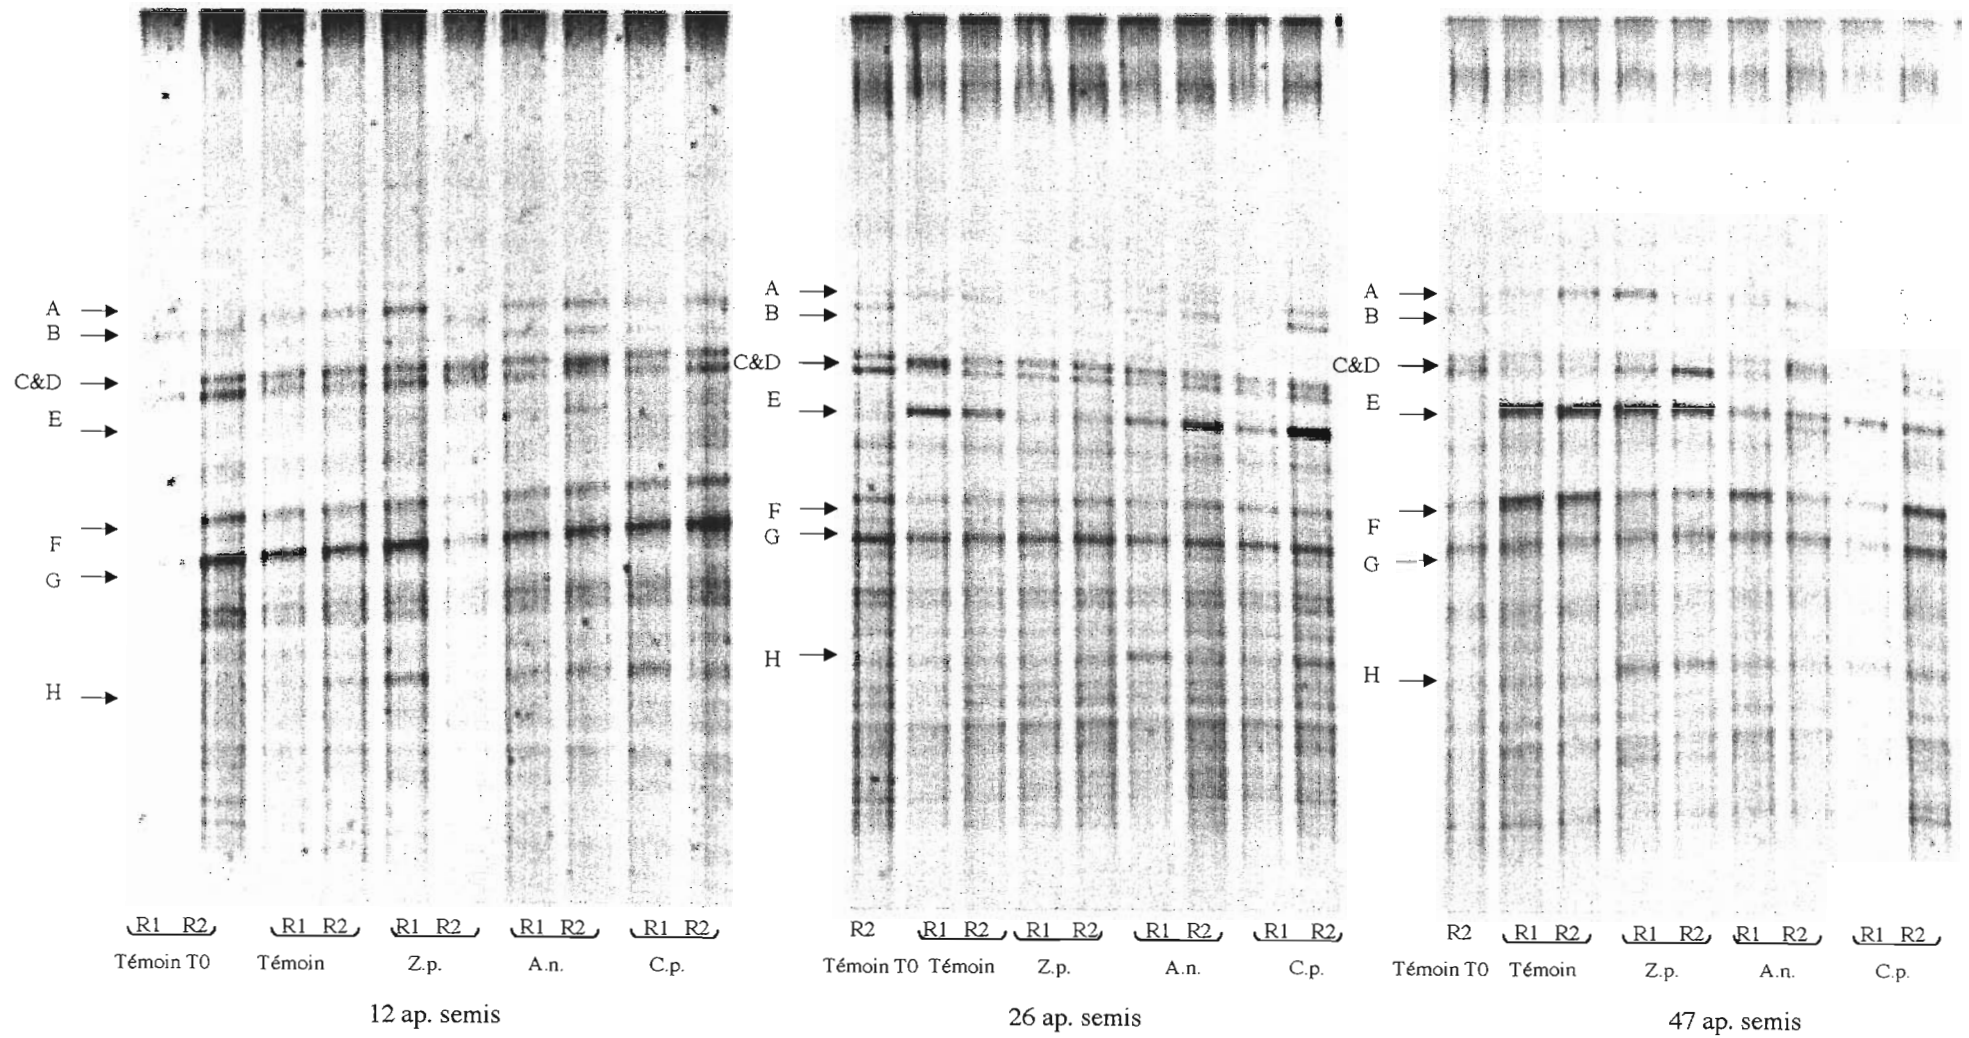 A
B
C&D
E
F
G
H
R1 R2 R1 R2 R1 R2 R1 R2 R1 R2
Témoin T0 Témoin Z.p. A.n. C.p.
12 ap. semis
A
B
C&D
E
F
G
H
R2 R1 R2 R1 R2 R1 R2 R1 R2
Témoin T0 Témoin Z.p. A.n. C.p.
26 ap. semis
A
B
C&D
E
F
G
H
R2 R1 R2 R1 R2 R1 R2 R1 R2
Témoin T0 Témoin Z.p. A.n. C.p.
47 ap. semis